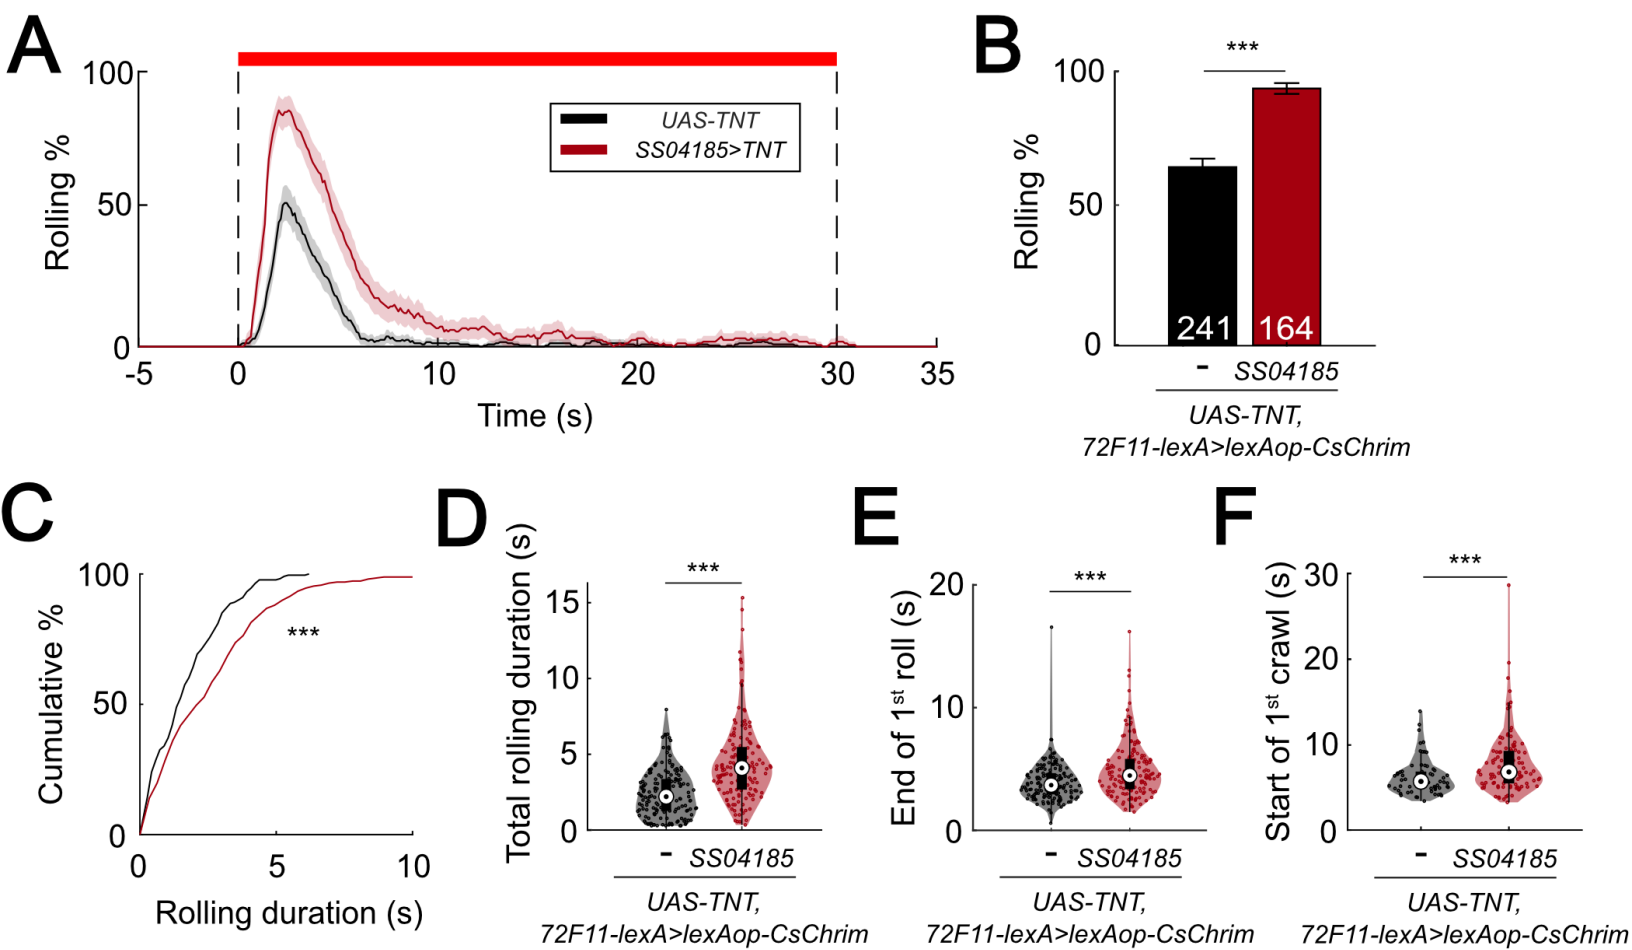 A
100
50
0
Rolling %
-5
0
10
20
30
35
Time (s)
UAS-TNT
SS04185>TNT
B
***
100
50
0
Rolling %
241
164
-
SS04185
UAS-TNT,
72F11-lexA>lexAop-CsChrim
C
100
50
0
Cumulative %
***
0
5
10
Rolling duration (s)
D
***
15
10
5
0
Total rolling duration (s)
-
SS04185
UAS-TNT,
72F11-lexA>lexAop-CsChrim
E
***
20
10
0
End of 1st roll (s)
-
SS04185
UAS-TNT,
72F11-lexA>lexAop-CsChrim
F
***
30
20
10
0
Start of 1st crawl (s)
-
SS04185
UAS-TNT,
72F11-lexA>lexAop-CsChrim